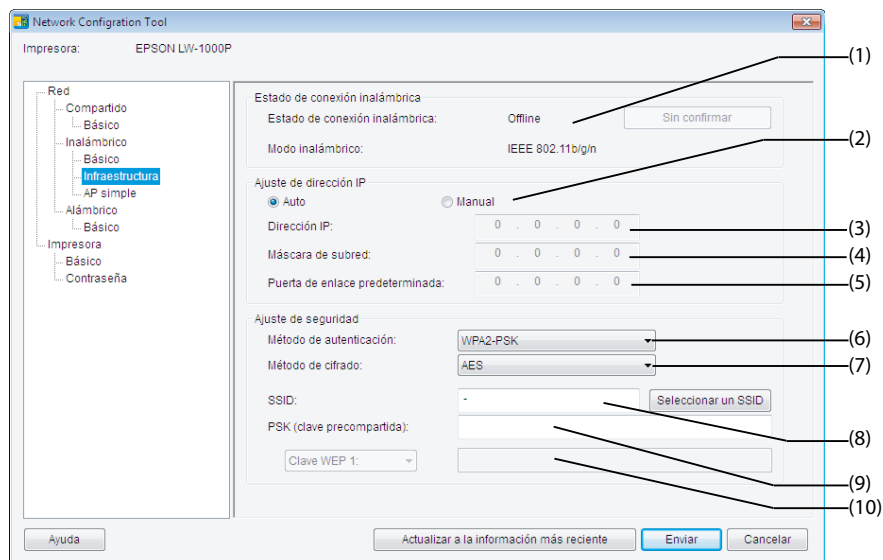 Network Configration Tool
Impresora: EPSON LW-1000P
Red
Compartido
Básico
Inalámbrico
Básico
Infraestructura
AP simple
Alámbrico
Básico
Impresora
Básico
Contraseña
Estado de conexión inalámbrica
Estado de conexión inalámbrica: Offline Sin confirmar (1)
Modo inalámbrico: IEEE 802.11b/g/n (2)
Ajuste de dirección IP
Auto Manual
Dirección IP: 0 . 0 . 0 . 0 (3)
Máscara de subred: 0 . 0 . 0 . 0 (4)
Puerta de enlace predeterminada: 0 . 0 . 0 . 0 (5)
Ajuste de seguridad
Método de autenticación: WPA2-PSK (6)
Método de cifrado: AES (7)
SSID: - Seleccionar un SSID (8)
PSK (clave precompartida): (9)
Clave WEP 1: (10)
Ayuda Actualizar a la información más reciente Enviar Cancelar